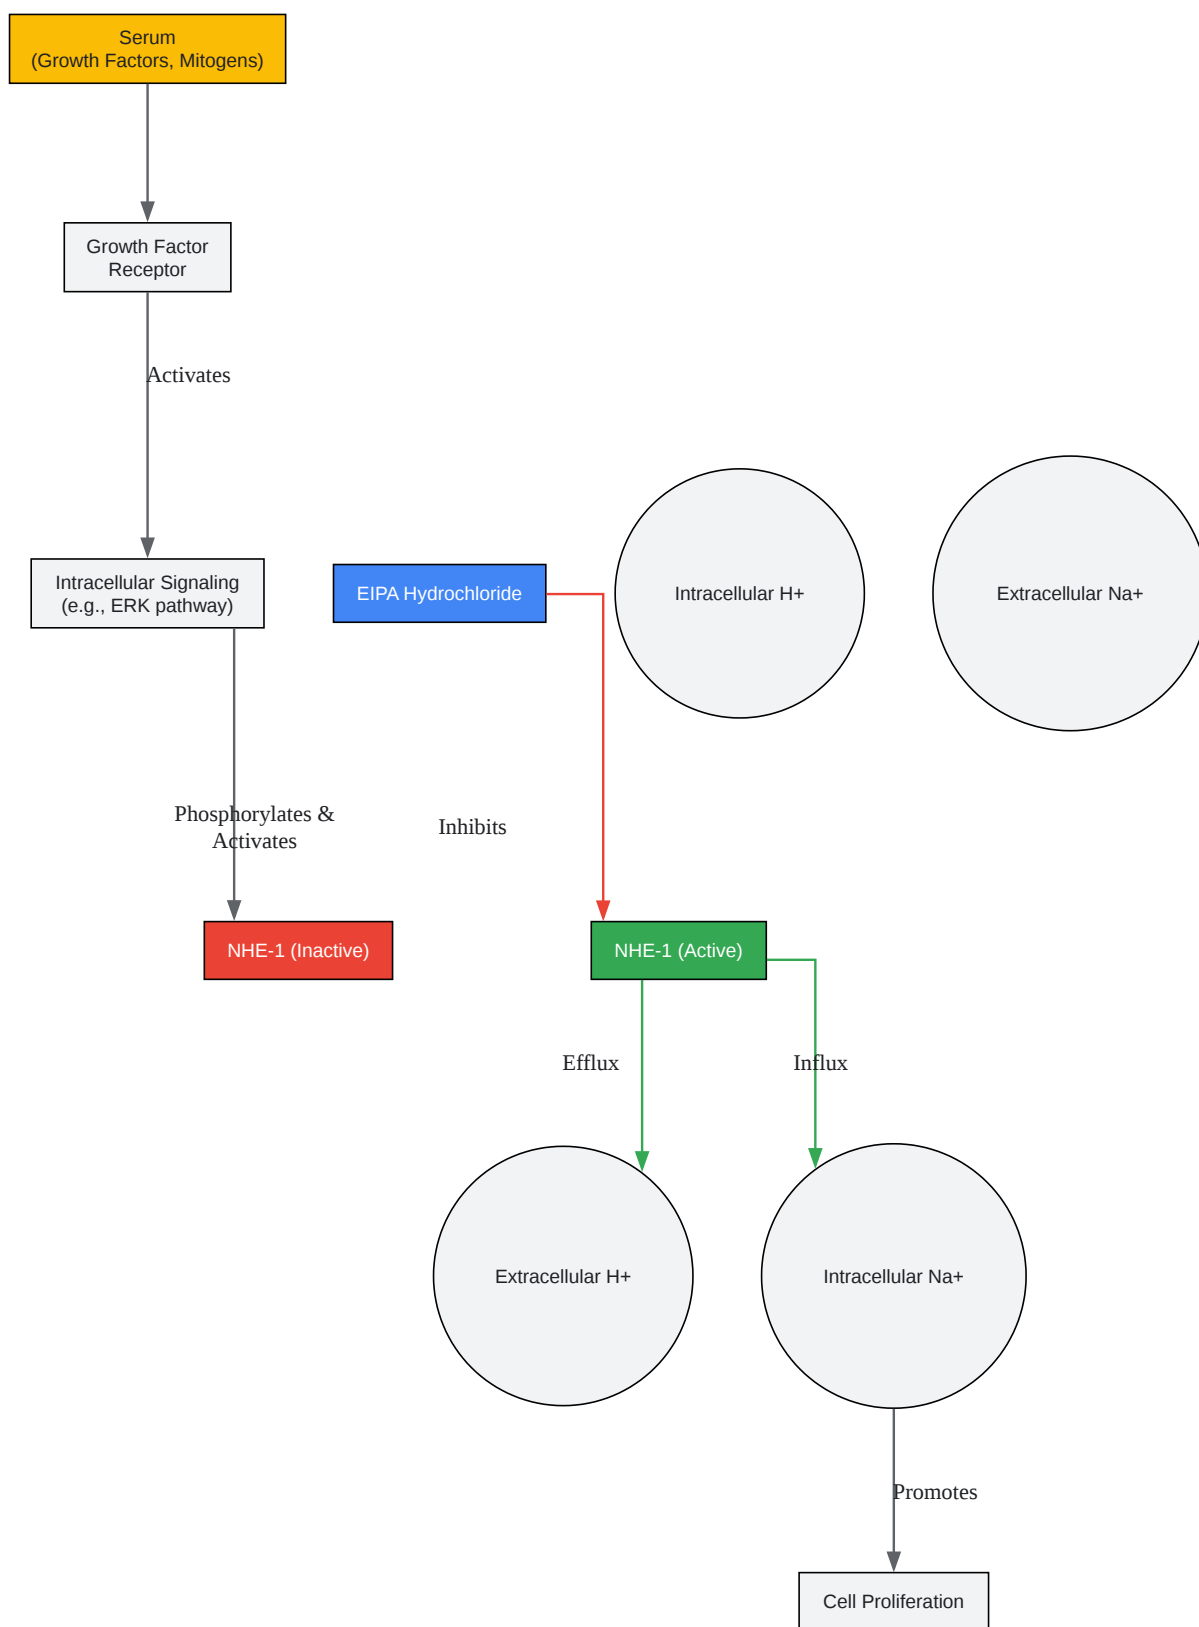 Serum
(Growth Factors, Mitogens)
Growth Factor
Receptor
Activates
Intracellular Signaling
(e.g., ERK pathway)
EIPA Hydrochloride
Intracellular H+
Extracellular Na+
Phosphorylates &
Activates
Inhibits
NHE-1 (Inactive)
NHE-1 (Active)
Efflux
Influx
Extracellular H+
Intracellular Na+
Promotes
Cell Proliferation